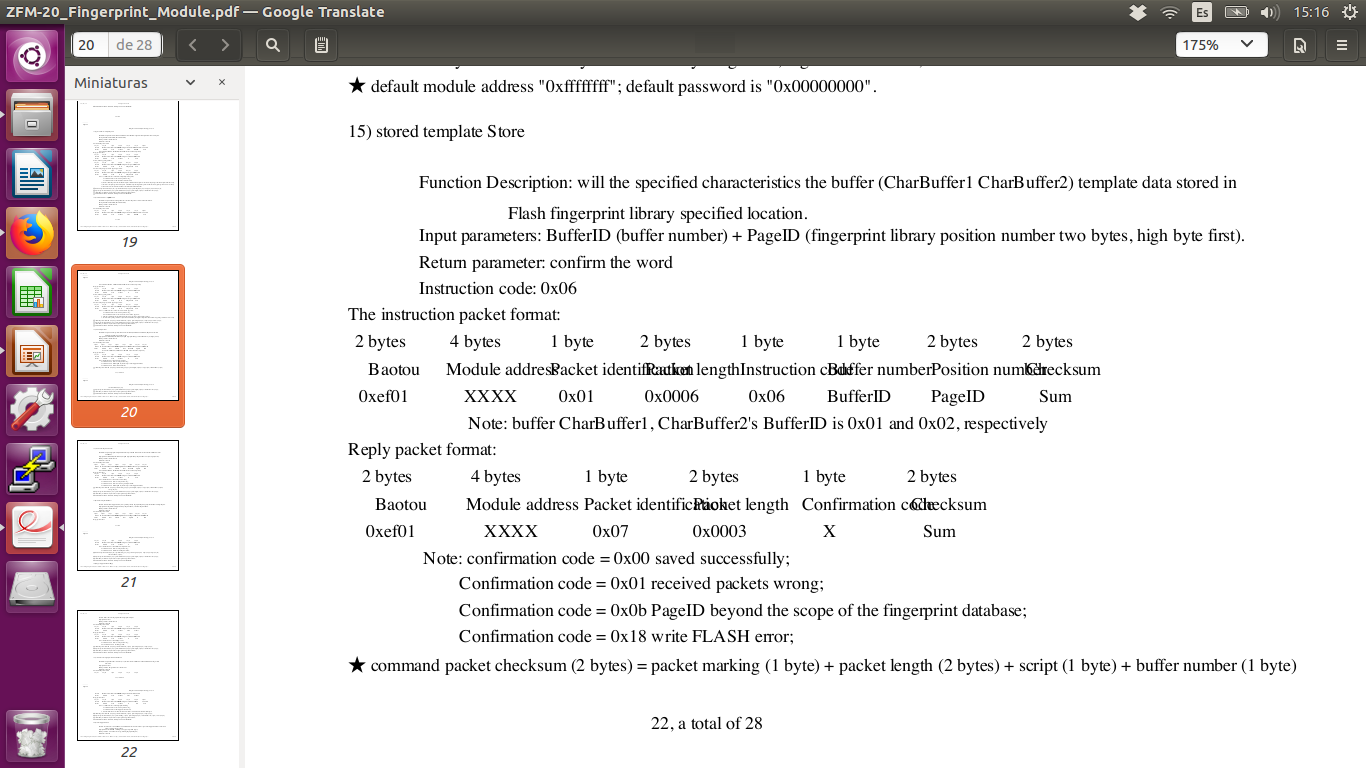 ZFM-20_Fingerprint_Module.pdf — Google Translate
Es
15:16
20 de 28
175%
Miniaturas
19
20
21
22
★ default module address "0xffffffff"; default password is "0x00000000".
15) stored template Store
Function Description: will the specified characteristics in buffer (CharBuffer1 CharBuffer2) template data stored in
Flash fingerprint library specified location.
Input parameters: BufferID (buffer number) + PageID (fingerprint library position number two bytes, high byte first).
Return parameter: confirm the word
Instruction code: 0x06
The instruction packet format:
2 bytes 4 bytes 1 byte 2 bytes 1 byte 1 byte 2 bytes 2 bytes
Baotou Module address Packet identification Packet length Instruction code Buffer number Position number Checksum
0xef01 XXXX 0x01 0x0006 0x06 BufferID PageID Sum
Note: buffer CharBuffer1, CharBuffer2's BufferID is 0x01 and 0x02, respectively
Reply packet format:
2 bytes 4 bytes 1 byte 2 bytes 1 byte 2 bytes
Baotou Module address Packet identification Packet length Confirmation code Checksum
0xef01 XXXX 0x07 0x0003 X Sum
Note: confirmation code = 0x00 saved successfully;
Confirmation code = 0x01 received packets wrong;
Confirmation code = 0x0b PageID beyond the scope of the fingerprint database;
Confirmation code = 0x18 write FLASH error;
★ command packet checksum (2 bytes) = packet marking (1 byte) + packet length (2 bytes) + script (1 byte) + buffer number (1 byte)
22, a total of 28